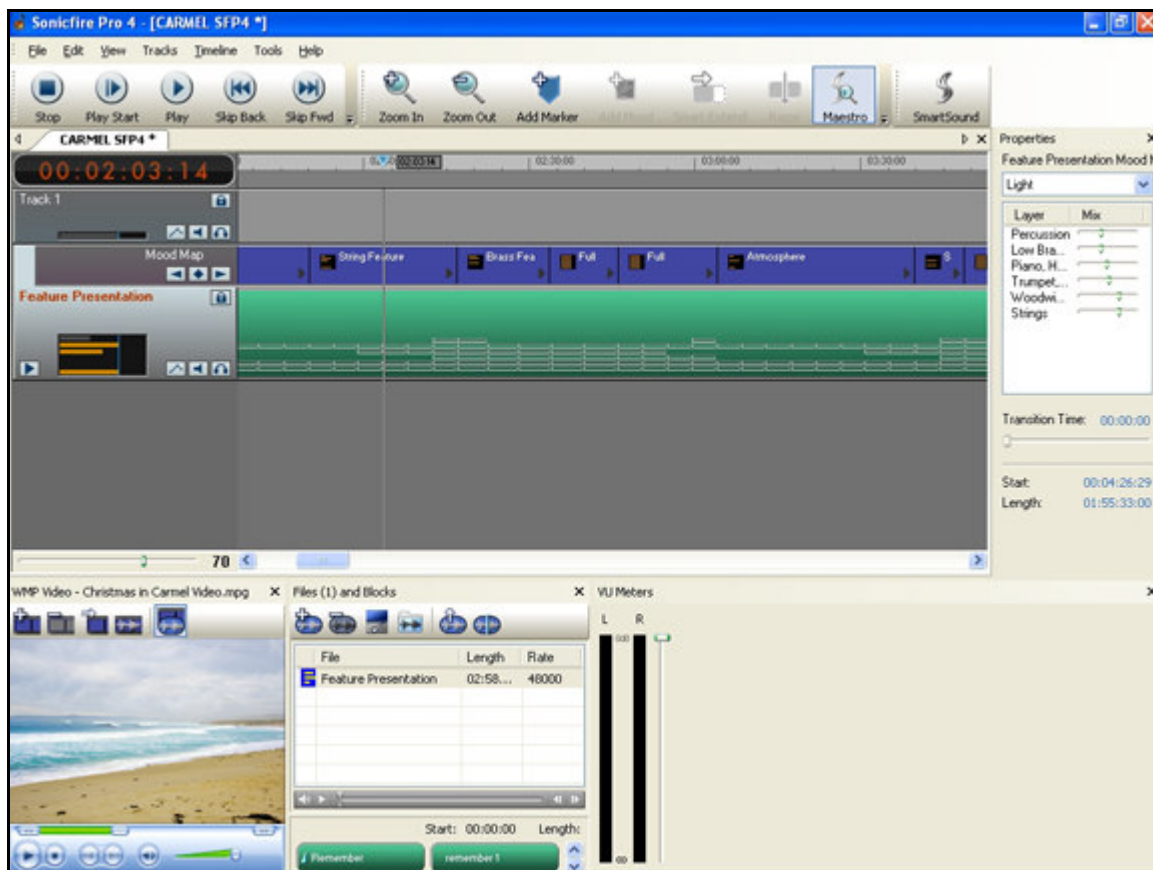 Sonicfire Pro 4 - [CARMEL SFP4 *]
File Edit View Tracks Timeline Tools Help
Stop Play Start Play Skip Back Skip Fwd Zoom In Zoom Out Add Marker Maestro SmartSound
CARMEL SFP4 *
Properties
00:02:03:14
02:03:14 02:30:00 03:00:00 03:30:00
Feature Presentation Mood
Light
Track 1
Layer Mix
Percussion
Low Bra...
Piano, H...
Trumpet,...
Woodwi...
Strings
Mood Map
String Feature Brass Fea Full Full Atmosphere S
Feature Presentation
Transition Time: 00:00:00
Start: 00:04:26:29
Length: 01:55:33:00
70
WMP Video - Christmas in Carmel Video.mpg
Files (1) and Blocks
VU Meters
L R
File Length Rate
Feature Presentation 02:58... 48000
Start: 00:00:00 Length:
Remember remember 1